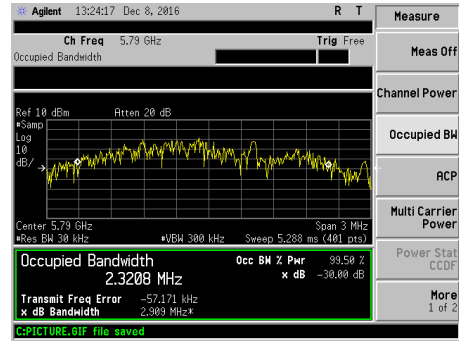 Agilent 13:24:17 Dec 8, 2016 R T
Measure
Ch Freq 5.79 GHz Trig Free
Occupied Bandwidth
Meas Off
Channel Power
Ref 10 dBm Atten 20 dB
#Samp
Log
10
dB/
Occupied BW
ACP
Multi Carrier
Power
Center 5.79 GHz Span 3 MHz
#Res BW 30 kHz #VBW 300 kHz Sweep 5.288 ms (401 pts)
Occupied Bandwidth Occ BW % Pwr 99.50 %
2.3208 MHz x dB -30.00 dB
Power Stat
CCDF
Transmit Freq Error -57.171 kHz
x dB Bandwidth 2.909 MHz*
More
1 of 2
C:PICTURE.GIF file saved